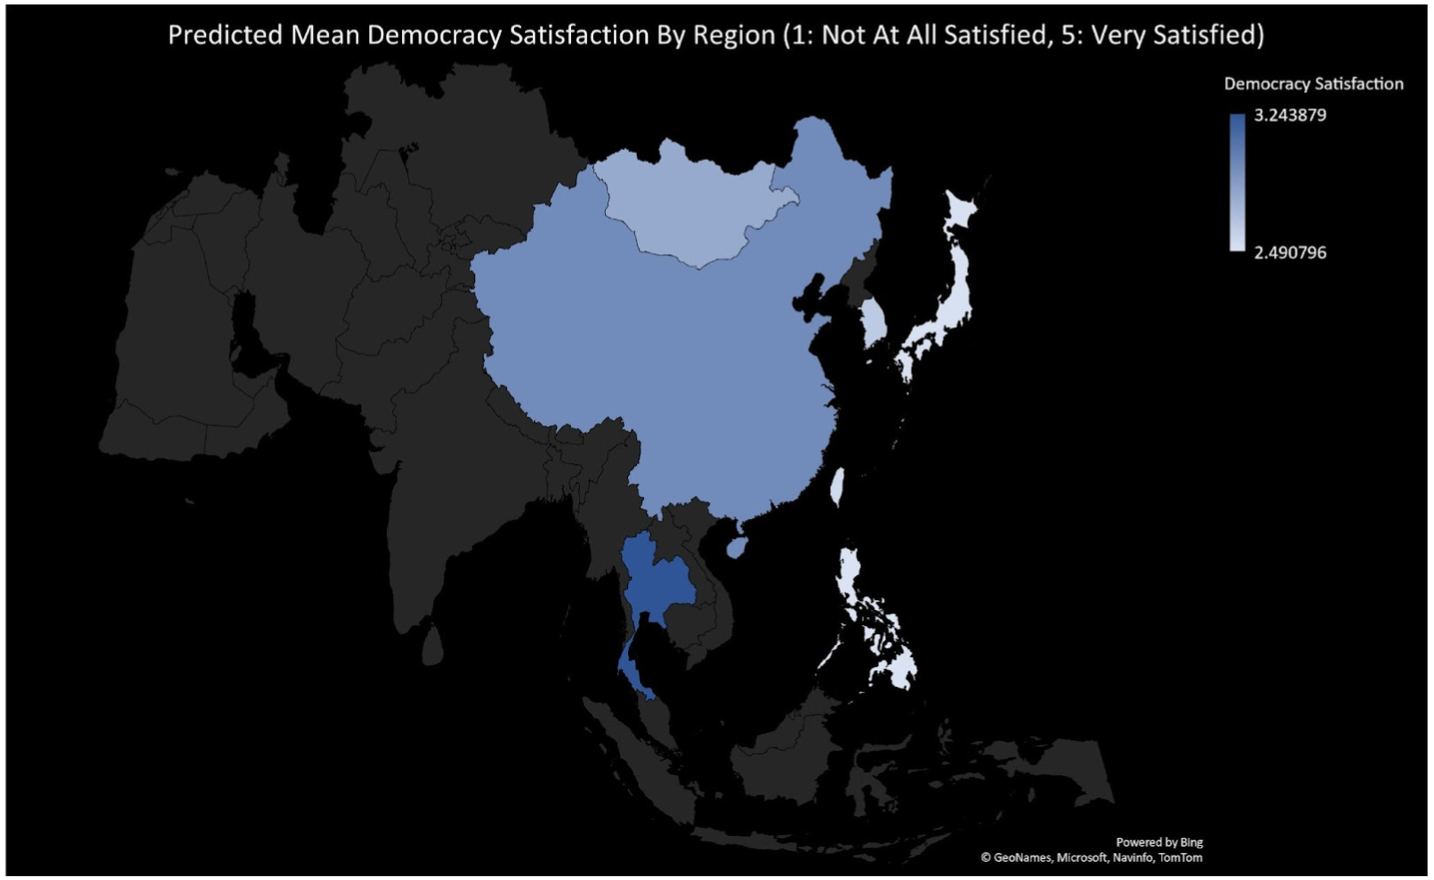 Predicted Mean Democracy Satisfaction By Region (1: Not At All Satisfied, 5: Very Satisfied)
Democracy Satisfaction
3.243879
2.490796
Powered by Bing
© GeoNames, Microsoft, Navinfo, TomTom